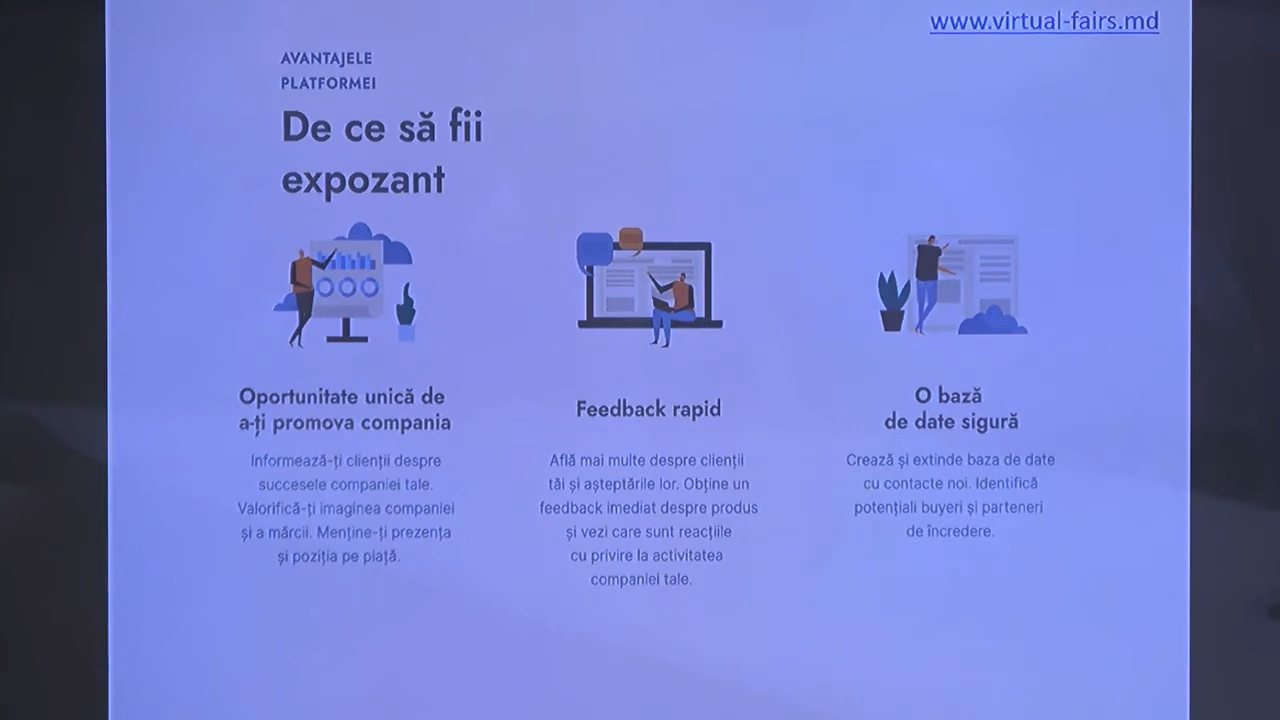 www.virtual-fairs.md
AVANTAJELE
PLATFORMEI
De ce să fii
expozant
Oportunitate unică de
a-ți promova compania
Informează-ți clienții despre
succesele companiei tale.
Valorifică-ți imaginea companiei
și a mărcii. Menține-ți prezența
și poziția pe piață.
Feedback rapid
Află mai multe despre clienții
tăi și așteptările lor. Obține un
feedback imediat despre produs
și vezi care sunt reacțiile
cu privire la activitatea
companiei tale.
O bază
de date sigură
Crează și extinde baza de date
cu contacte noi. Identifică
potențiali buyeri și parteneri
de încredere.